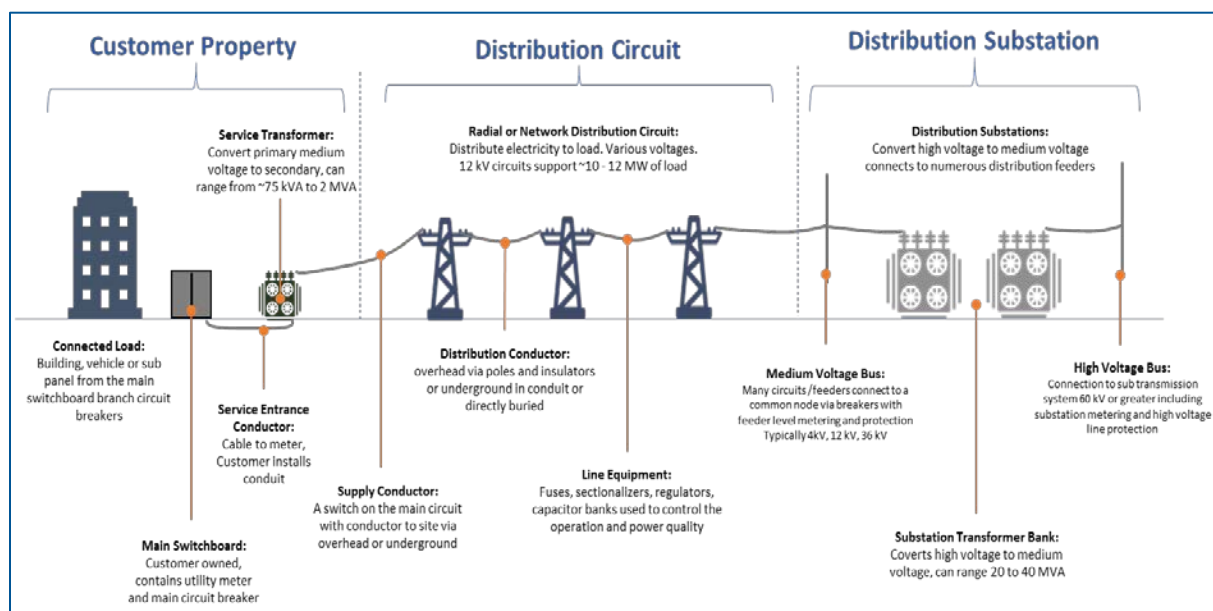 Customer Property
Distribution Circuit
Distribution Substation
Service Transformer:
Convert primary medium
voltage to secondary, can
range from ~75 kVA to 2 MVA
Radial or Network Distribution Circuit:
Distribute electricity to load. Various voltages.
12 kV circuits support ~10 - 12 MW of load
Distribution Substations:
Convert high voltage to medium voltage
connects to numerous distribution feeders
Connected Load:
Building, vehicle or sub
panel from the main
switchboard branch circuit
breakers
Service Entrance
Conductor:
Cable to meter,
Customer installs
conduit
Main Switchboard:
Customer owned,
contains utility meter
and main circuit breaker
Supply Conductor:
A switch on the main circuit
with conductor to site via
overhead or underground
Distribution Conductor:
overhead via poles and insulators
or underground in conduit or
directly buried
Line Equipment:
Fuses, sectionalizers, regulators,
capacitor banks used to control the
operation and power quality
Medium Voltage Bus:
Many circuits/feeders connect to a
common node via breakers with
feeder level metering and protection
Typically 4kV, 12 kV, 36 kV
Substation Transformer Bank:
Coverts high voltage to medium
voltage, can range 20 to 40 MVA
High Voltage Bus:
Connection to sub transmission
system 60 kV or greater including
substation metering and high voltage
line protection